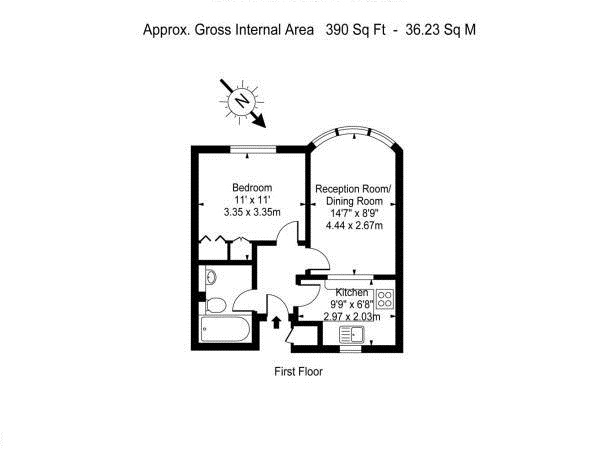 Approx. Gross Internal Area 390 Sq Ft - 36.23 Sq M
N
Bedroom
11' x 11'
3.35 x 3.35m
Reception Room/
Dining Room
14'7" x 8'9"
4.44 x 2.67m
Kitchen
9'9" x 6'8"
2.97 x 2.03m
First Floor